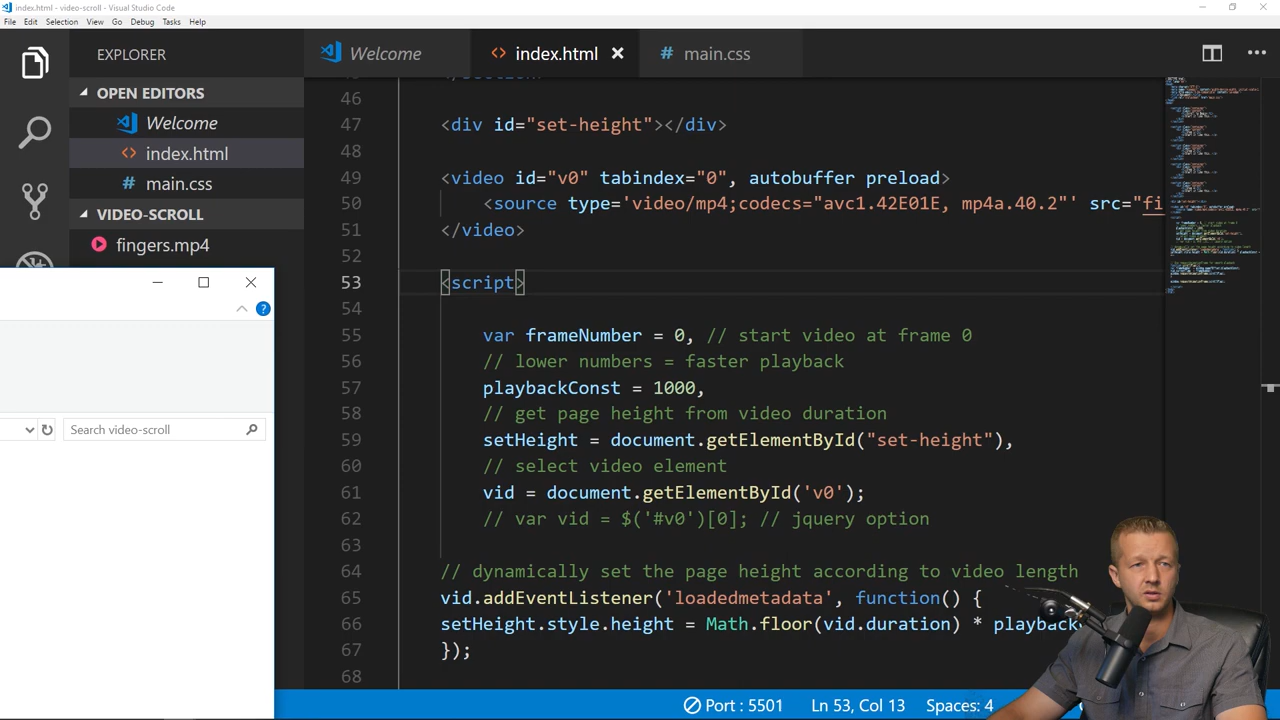 index.html - video-scroll - Visual Studio Code
File Edit Selection View Go Debug Tasks Help
EXPLORER
OPEN EDITORS
Welcome
index.html
main.css
VIDEO-SCROLL
fingers.mp4
Search video-scroll
Welcome
index.html
main.css
46
47 <div id="set-height"></div>
48
49 <video id="v0" tabindex="0", autobuffer preload>
50 <source type='video/mp4;codecs="avc1.42E01E, mp4a.40.2"' src="fi
51 </video>
52
53 <script>
54
55 var frameNumber = 0, // start video at frame 0
56 // lower numbers = faster playback
57 playbackConst = 1000,
58 // get page height from video duration
59 setHeight = document.getElementById("set-height"),
60 // select video element
61 vid = document.getElementById('v0');
62 // var vid = $('#v0')[0]; // jquery option
63
64 // dynamically set the page height according to video length
65 vid.addEventListener('loadedmetadata', function() {
66 setHeight.style.height = Math.floor(vid.duration) * playback
67 });
68
Port : 5501 Ln 53, Col 13 Spaces: 4